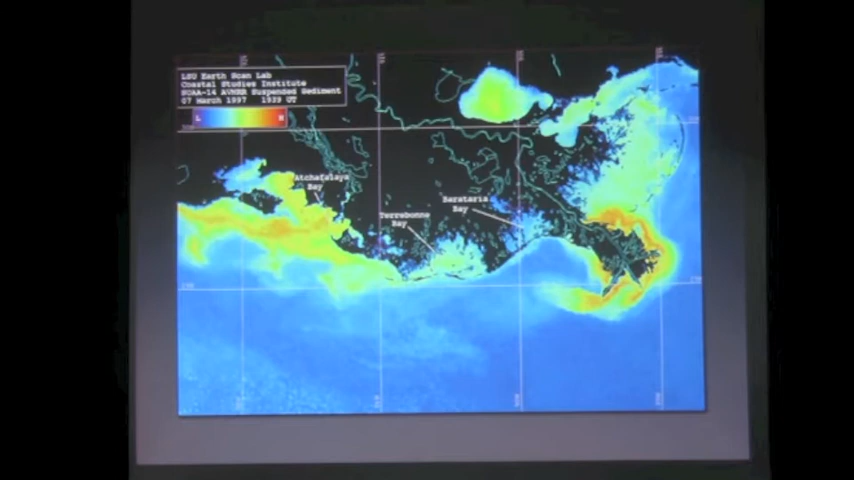 LSU Earth Scan Lab
Coastal Studies Institute
NOAA-14 AVHRR Suspended Sediment
07 March 1997 1939 UT
L H
Atchafalaya
Bay
Barataria
Bay
Terrebonne
Bay